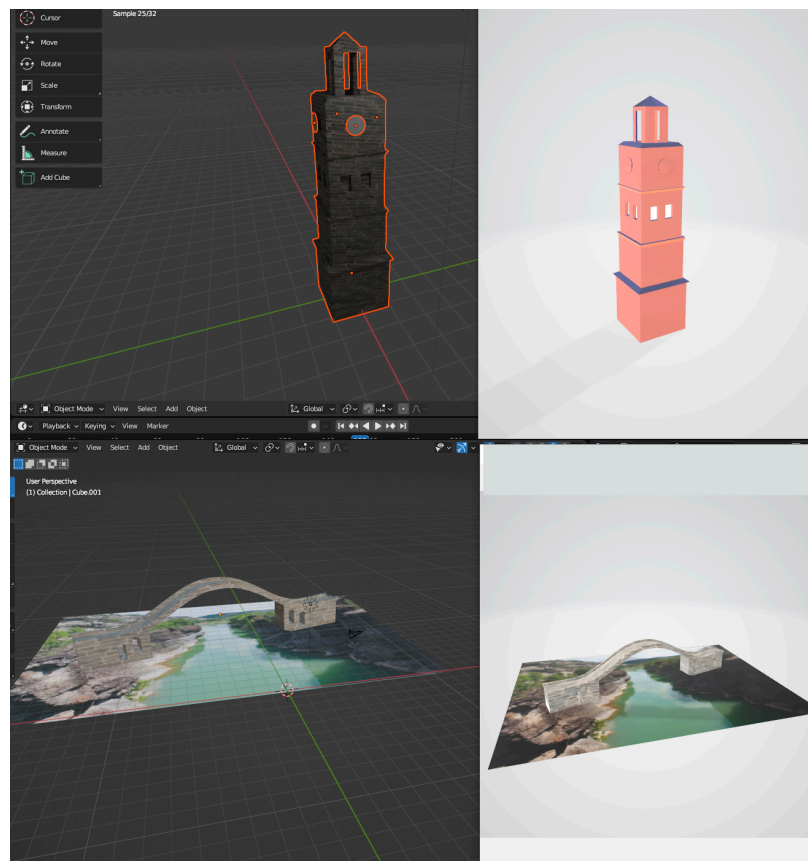 Cursor
Sample 25/32
Move
Rotate
Scale
Transform
Annotate
Measure
Add Cube
Object Mode View Select Add Object Global
Playback Keying View Marker
Object Mode View Select Add Object Global
User Perspective
(1) Collection | Cube.001